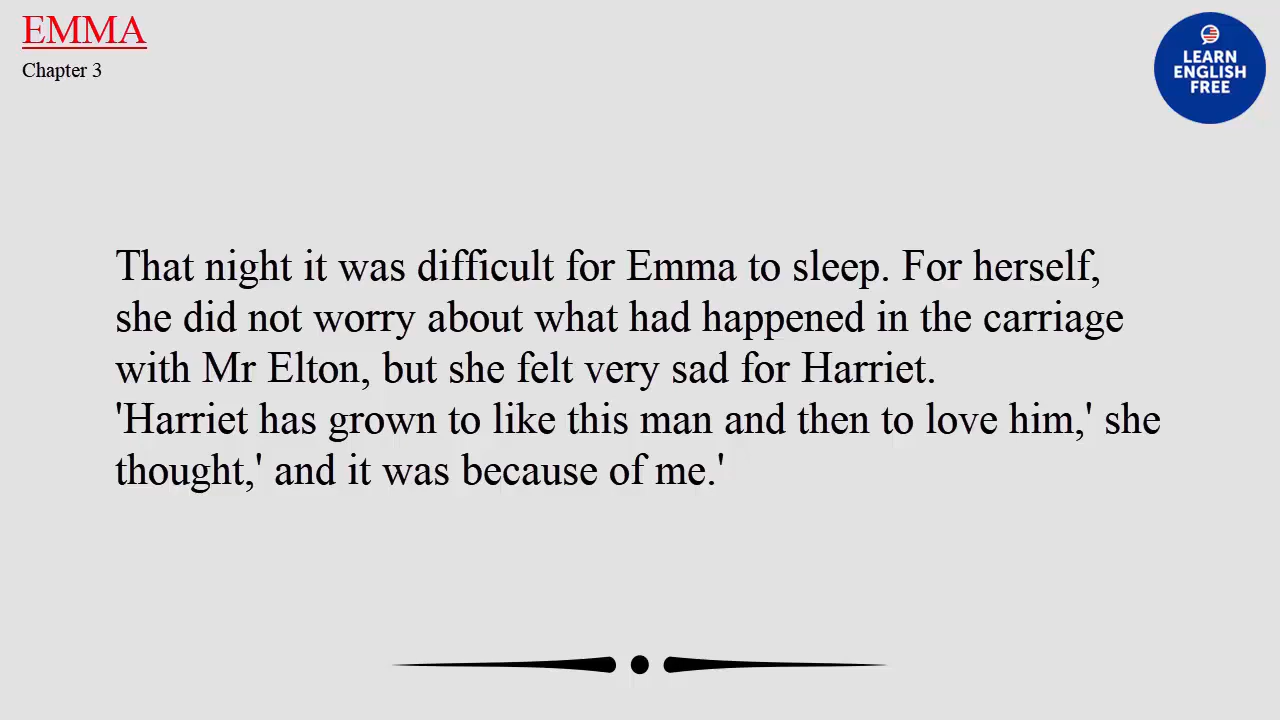 EMMA
Chapter 3
LEARN
ENGLISH
FREE
That night it was difficult for Emma to sleep. For herself,
she did not worry about what had happened in the carriage
with Mr Elton, but she felt very sad for Harriet.
'Harriet has grown to like this man and then to love him,' she
thought,' and it was because of me.'